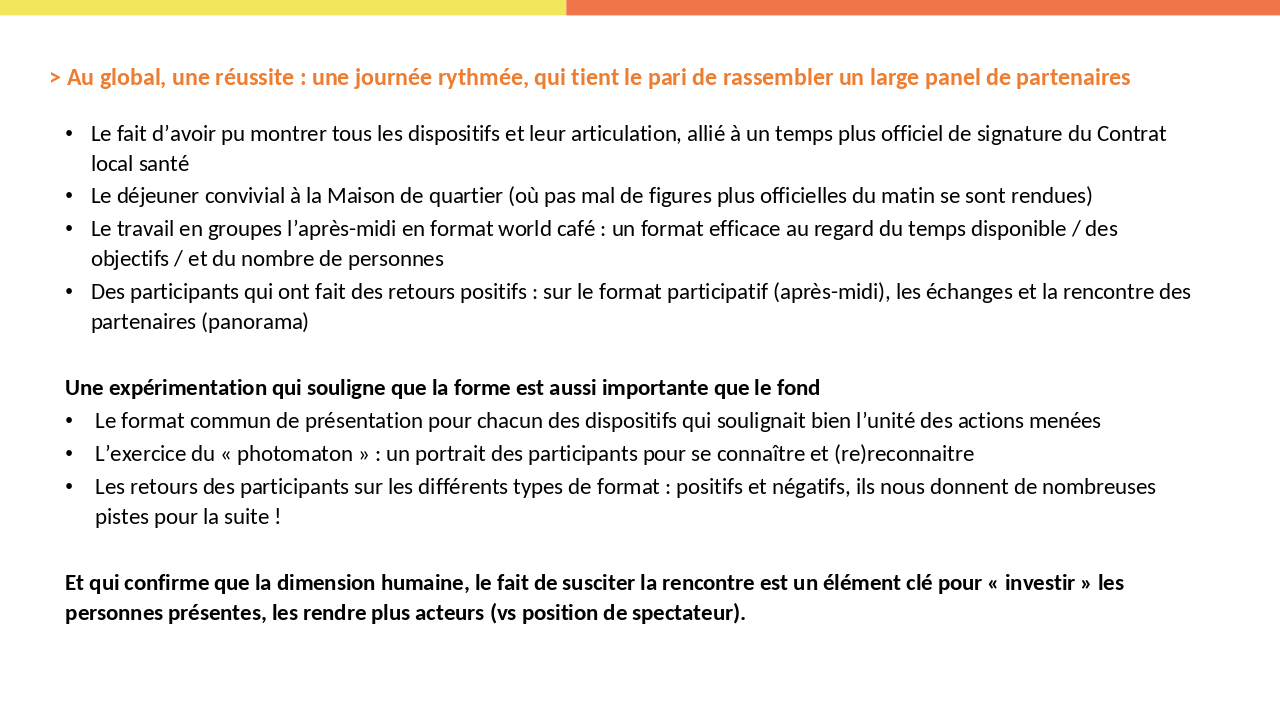 > Au global, une réussite : une journée rythmée, qui tient le pari de rassembler un large panel de partenaires
• Le fait d’avoir pu montrer tous les dispositifs et leur articulation, allié à un temps plus officiel de signature du Contrat
local santé
• Le déjeuner convivial à la Maison de quartier (où pas mal de figures plus officielles du matin se sont rendues)
• Le travail en groupes l’après-midi en format world café : un format efficace au regard du temps disponible / des
objectifs / et du nombre de personnes
• Des participants qui ont fait des retours positifs : sur le format participatif (après-midi), les échanges et la rencontre des
partenaires (panorama)
Une expérimentation qui souligne que la forme est aussi importante que le fond
• Le format commun de présentation pour chacun des dispositifs qui soulignait bien l’unité des actions menées
• L’exercice du « photomaton » : un portrait des participants pour se connaître et (re)reconnaitre
• Les retours des participants sur les différents types de format : positifs et négatifs, ils nous donnent de nombreuses
pistes pour la suite !
Et qui confirme que la dimension humaine, le fait de susciter la rencontre est un élément clé pour « investir » les
personnes présentes, les rendre plus acteurs (vs position de spectateur).